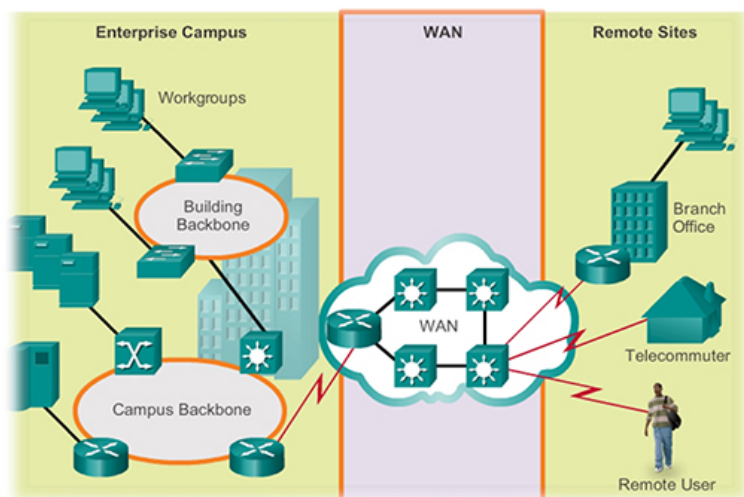 Enterprise Campus
WAN
Remote Sites
Workgroups
Building
Backbone
Branch
Office
WAN
Telecommuter
Campus Backbone
Remote User